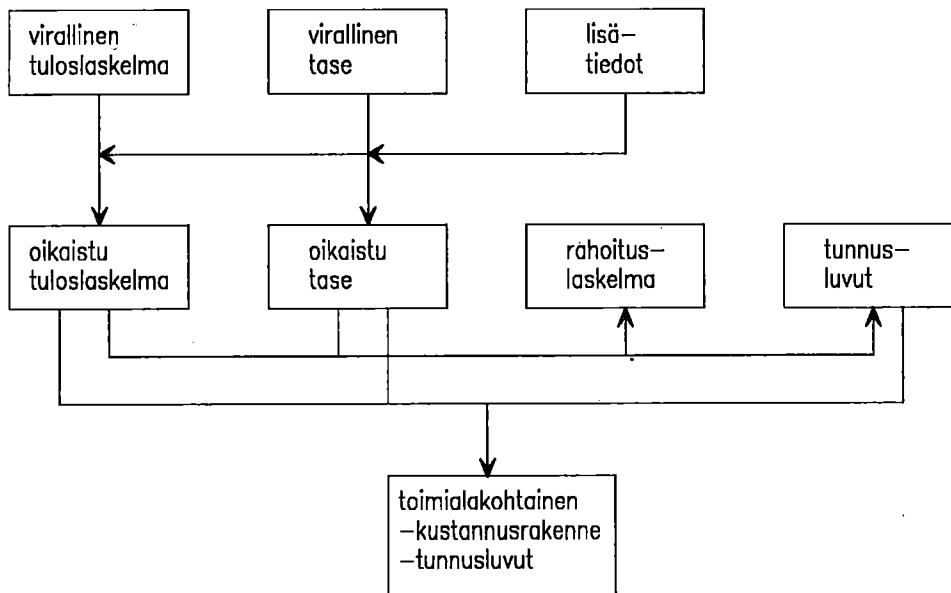 virallinen
tuloslaskelma
virallinen
tase
lisä-
tiedot
oikaistu
tuloslaskelma
oikaistu
tase
rahoitus-
laskelma
tunnus-
luvut
toimialakohtainen
-kustannusrakenne
-tunnusluvut